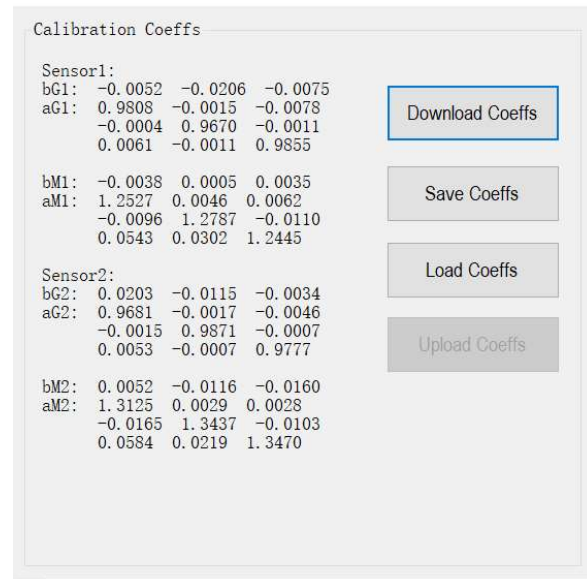 Calibration Coeffs
Sensor1:
bG1: -0.0052 -0.0206 -0.0075
aG1: 0.9808 -0.0015 -0.0078
-0.0004 0.9670 -0.0011
0.0061 -0.0011 0.9855
bM1: -0.0038 0.0005 0.0035
aM1: 1.2527 0.0046 0.0062
-0.0096 1.2787 -0.0110
0.0543 0.0302 1.2445
Sensor2:
bG2: 0.0203 -0.0115 -0.0034
aG2: 0.9681 -0.0017 -0.0046
-0.0015 0.9871 -0.0007
0.0053 -0.0007 0.9777
bM2: 0.0052 -0.0116 -0.0160
aM2: 1.3125 0.0029 0.0028
-0.0165 1.3437 -0.0103
0.0584 0.0219 1.3470
Download Coeffs
Save Coeffs
Load Coeffs
Upload Coeffs